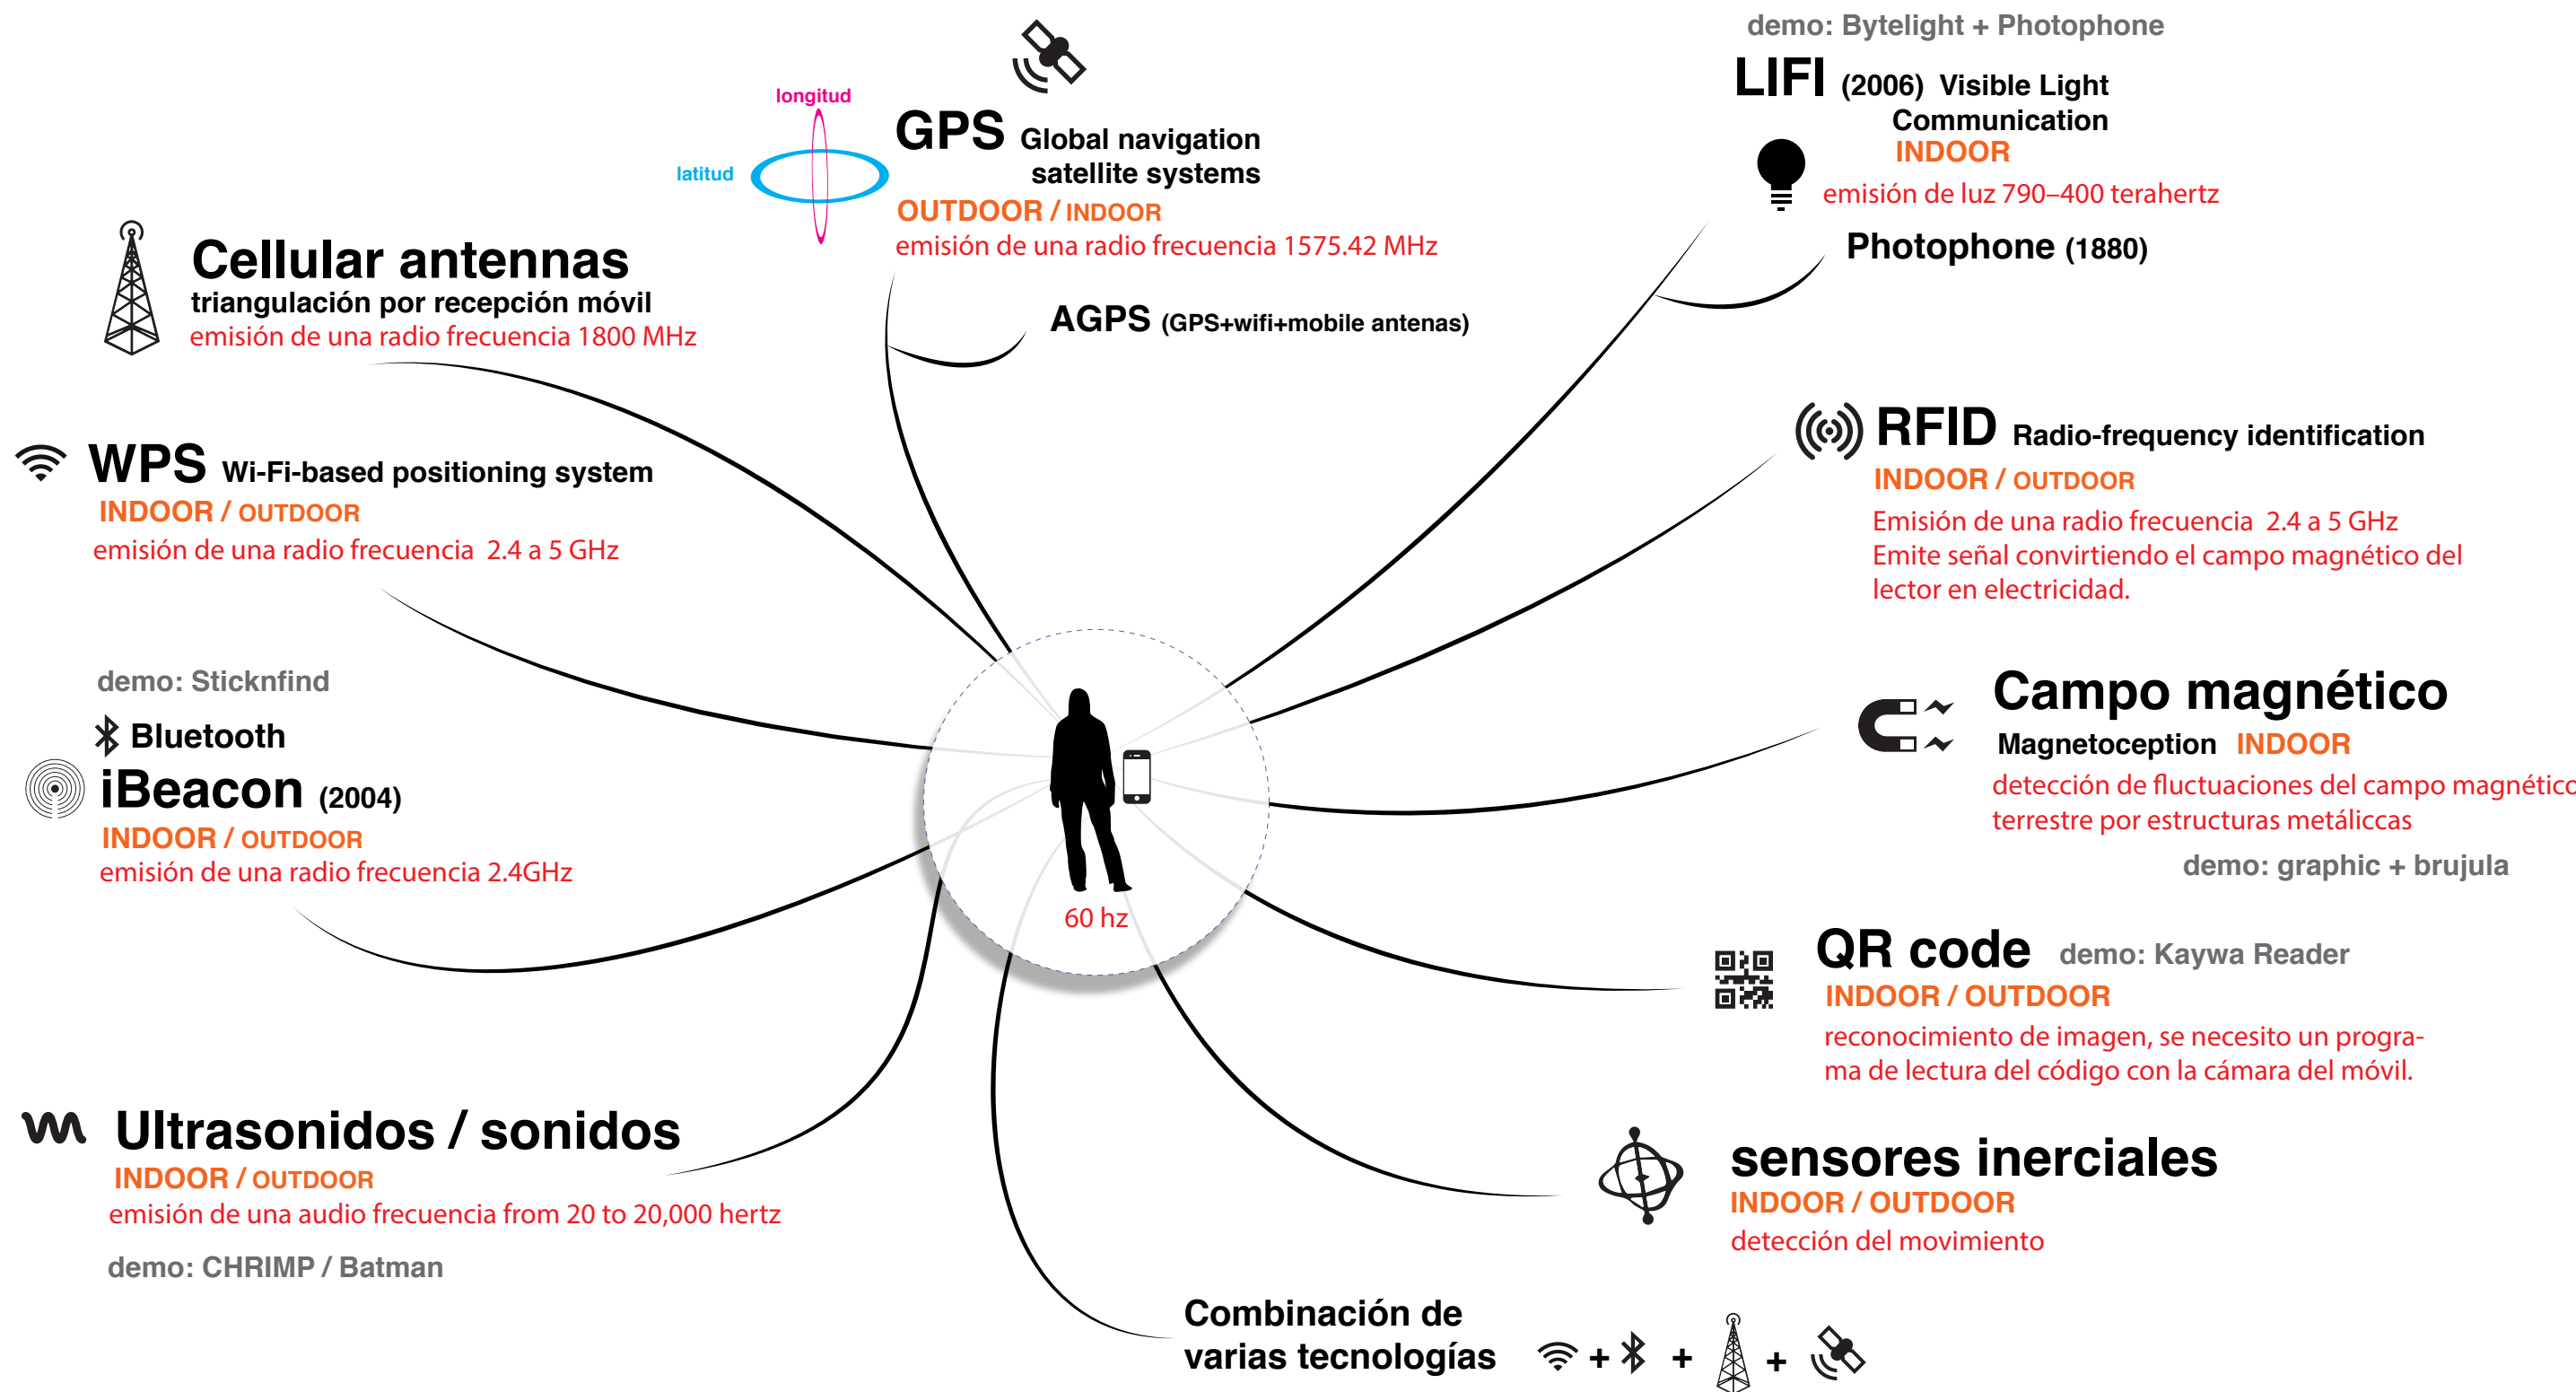 demo: Bytelight + Photophone
LIFI (2006) Visible Light
Communication
INDOOR
emisión de luz 790–400 terahertz
Photophone (1880)
longitud
latitud
GPS Global navigation
satellite systems
OUTDOOR / INDOOR
emisión de una radio frecuencia 1575.42 MHz
AGPS (GPS+wifi+mobile antenas)
Cellular antennas
triangulación por recepción móvil
emisión de una radio frecuencia 1800 MHz
WPS Wi-Fi-based positioning system
INDOOR / OUTDOOR
emisión de una radio frecuencia 2.4 a 5 GHz
RFID Radio-frequency identification
INDOOR / OUTDOOR
Emisión de una radio frecuencia 2.4 a 5 GHz
Emite señal convirtiendo el campo magnético del
lector en electricidad.
demo: Sticknfind
Bluetooth
iBeacon (2004)
INDOOR / OUTDOOR
emisión de una radio frecuencia 2.4GHz
Campo magnético
Magnetoception INDOOR
detección de fluctuaciones del campo magnético
terrestre por estructuras metáliccas
demo: graphic + brujula
60 hz
QR code demo: Kaywa Reader
INDOOR / OUTDOOR
reconocimiento de imagen, se necesito un progra-
ma de lectura del código con la cámara del móvil.
Ultrasonidos / sonidos
INDOOR / OUTDOOR
emisión de una audio frecuencia from 20 to 20,000 hertz
demo: CHRIMP / Batman
sensores inerciales
INDOOR / OUTDOOR
detección del movimiento
Combinación de
varias tecnologías + + +